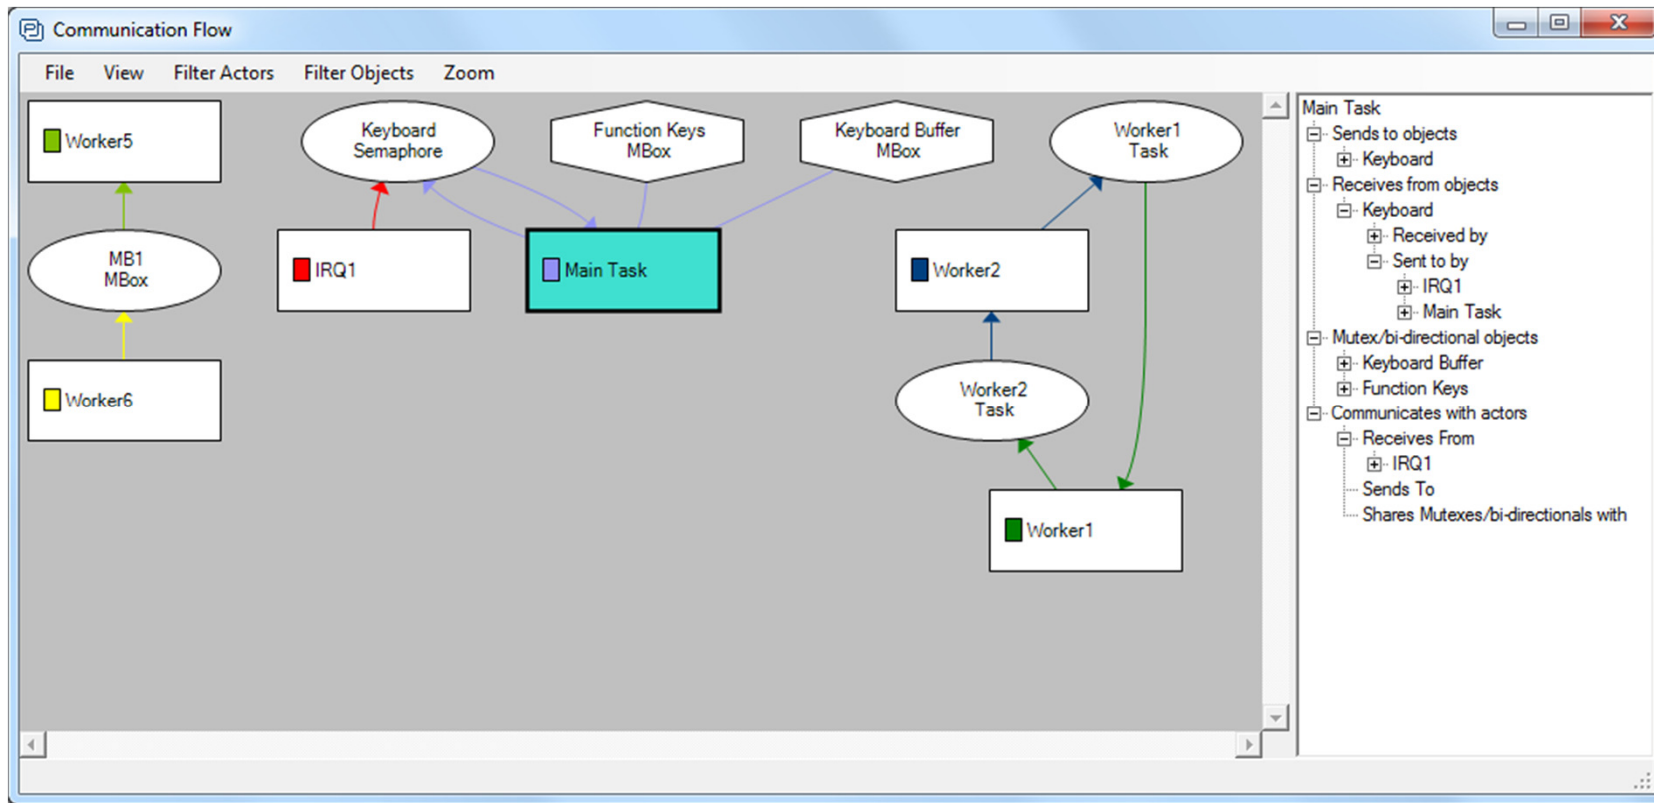 Communication Flow
File View Filter Actors Filter Objects Zoom
Worker5
Keyboard
Semaphore
Function Keys
MBox
Keyboard Buffer
MBox
Worker1
Task
MB1
MBox
IRQ1
Main Task
Worker2
Worker6
Worker2
Task
Worker1
Main Task
Sends to objects
Keyboard
Receives from objects
Keyboard
Received by
Sent to by
IRQ1
Main Task
Mutex/bi-directional objects
Keyboard Buffer
Function Keys
Communicates with actors
Receives From
IRQ1
Sends To
Shares Mutexes/bi-directionals with